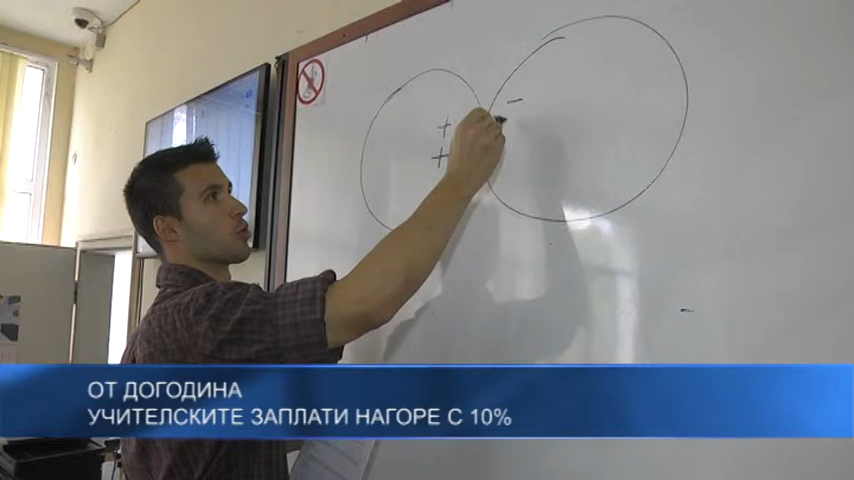 + -
+
ОТ ДОГОДИНА
УЧИТЕЛСКИТЕ ЗАПЛАТИ НАГОРЕ С 10%